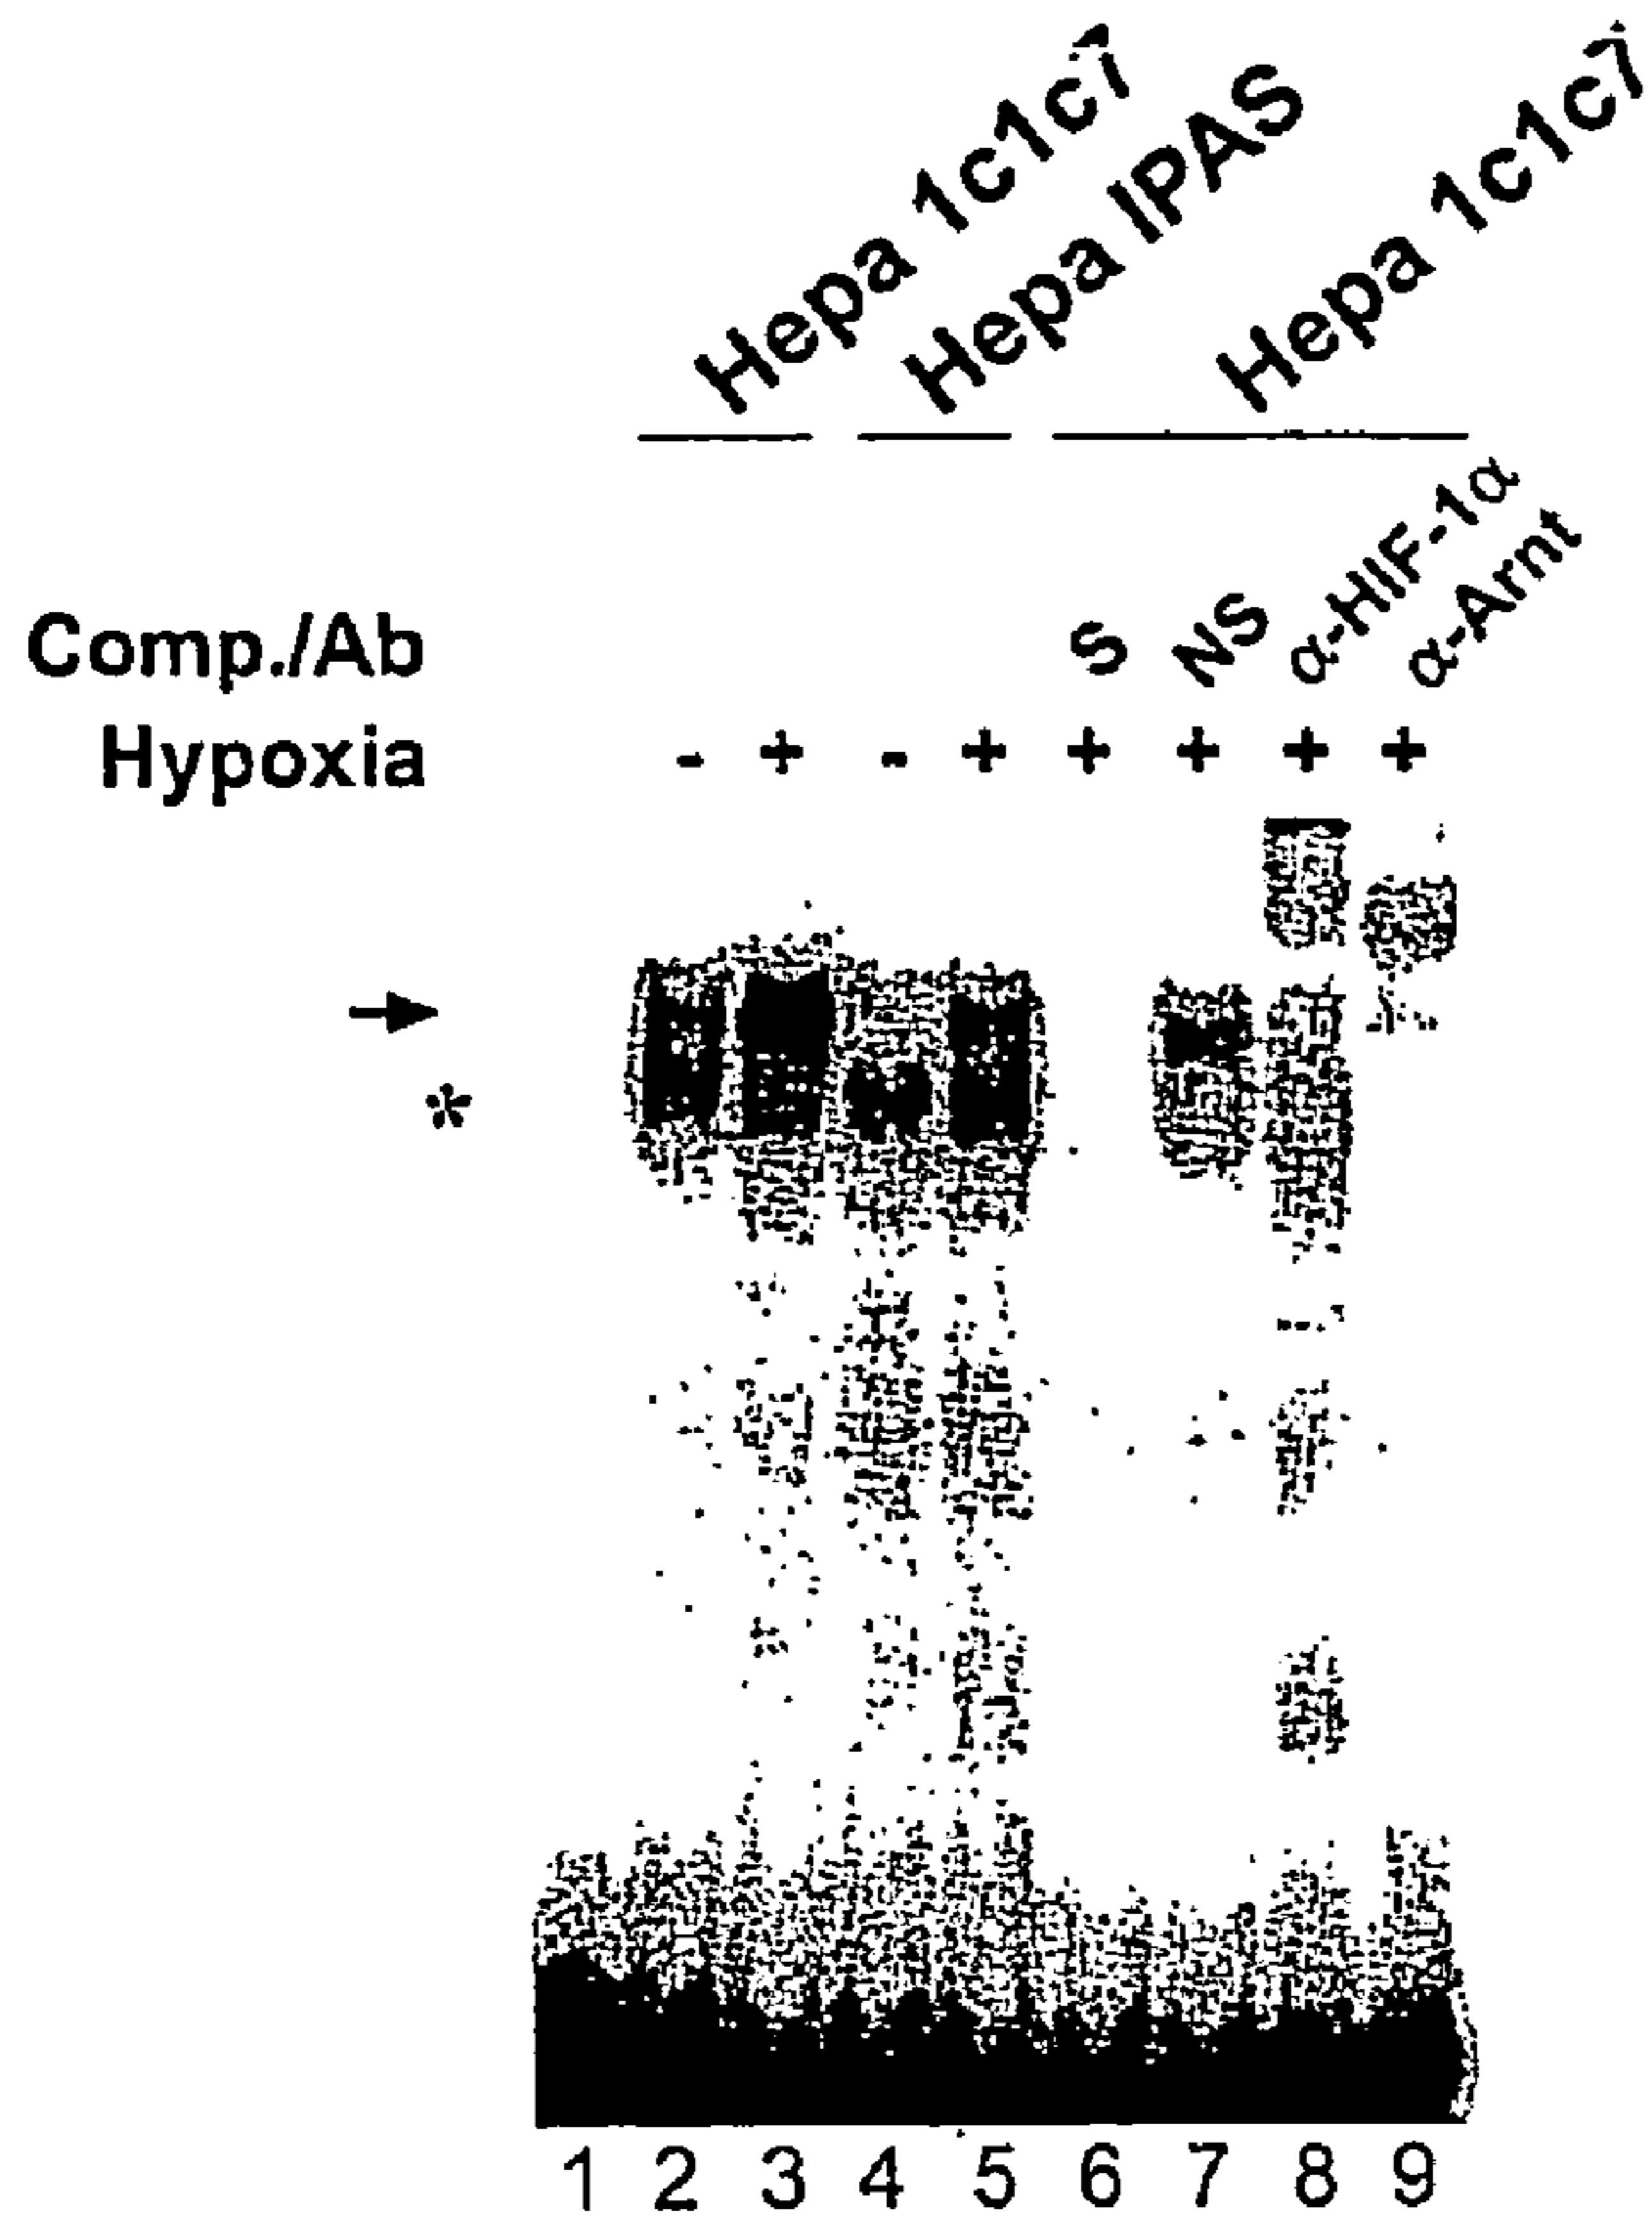 Hepa 1c1c7
Hepa IPAS
Hepa 1c1c7
Comp./Ab S NS α-HIF-1α α-Arnt
Hypoxia - + - + + + + +
*
1 2 3 4 5 6 7 8 9